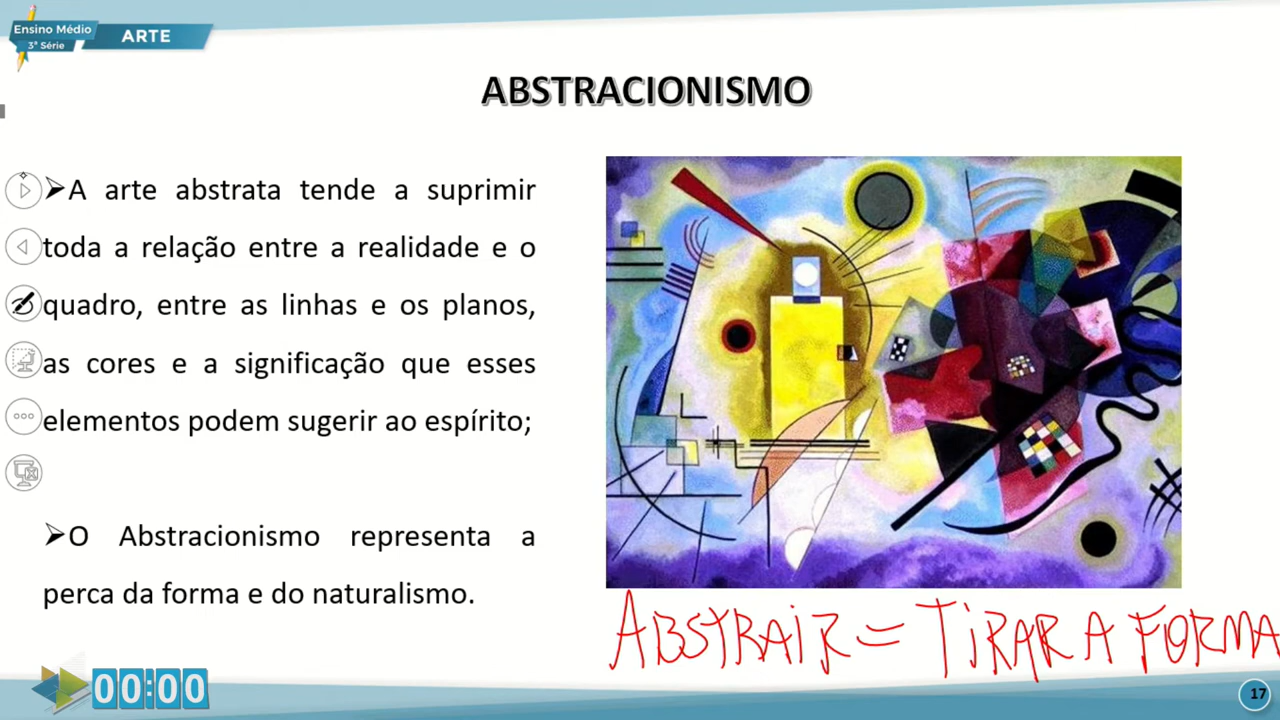 Ensino Médio
3ª Série
ARTE
ABSTRACIONISMO
➢A arte abstrata tende a suprimir
toda a relação entre a realidade e o
quadro, entre as linhas e os planos,
as cores e a significação que esses
elementos podem sugerir ao espírito;
➢O Abstracionismo representa a
perca da forma e do naturalismo.
ABSTRAIR = TIRAR A FORMA
00:00
17